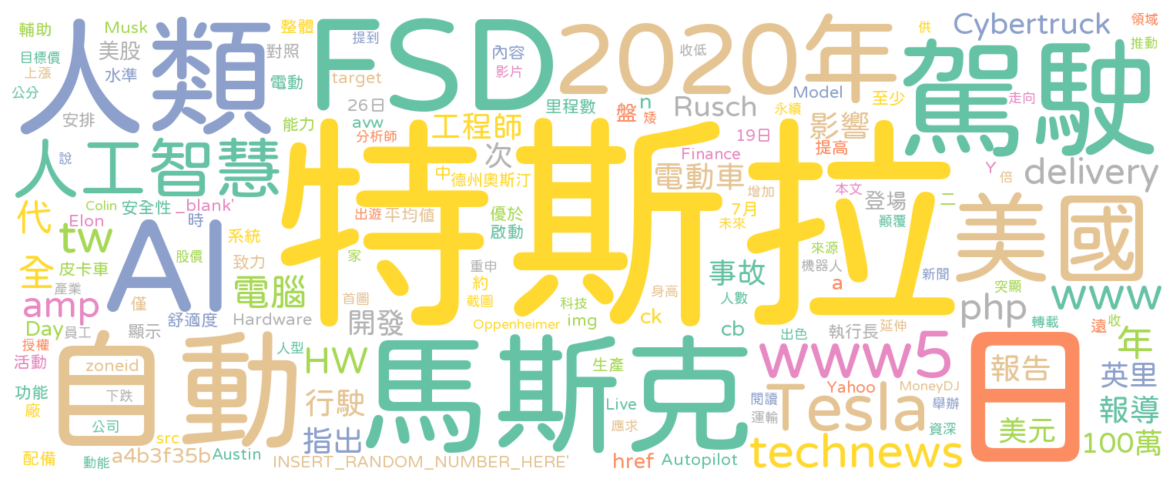 輔助 Musk 整體 FSD 提到 2020年 收低 供 Cybertruck 領域
目標價 美股 人類 對照 內容 駕駛 推動
上漲 水準 電動 target 影片 Model 至少 走向
公分 安排 26日 里程數 n Rusch 永續
能力 avw 盤 矮 影響
人工智慧 說 分析師 工程師 次 19日 提高
特斯拉 Finance 電動車 Y 倍 delivery
中 德州奧斯汀 增加
Colin 安全性 _blank' 出遊 平均值 優於 7月 本文 登場 二
代 Elon 時 啟動 未來 顛覆 美國
tw AI 系統 家 來源
皮卡車 股價 致力 重申 事故 機器人 新聞
全 產業 僅 電腦 約 科技 人數 a 突顯 www
amp 首圖 截圖 身高 php
Day 員工 顯示 舒適度 Hardware 開發 Oppenheimer img ck cb 出色 執行長 延伸 轉載 遠 收
授權 自動 人型 HW 馬斯克 生產 www5 日 年
活動 zoneid 報告 英里
功能 下跌 行駛 Live 閱讀 Yahoo MoneyDJ
廠 公司 指出 應求 運輸 Tesla 舉辦 美元 報導
配備 動能 src Austin technews 資深 100萬
a4b3f35b INSERT_RANDOM_NUMBER_HERE' href Autopilot